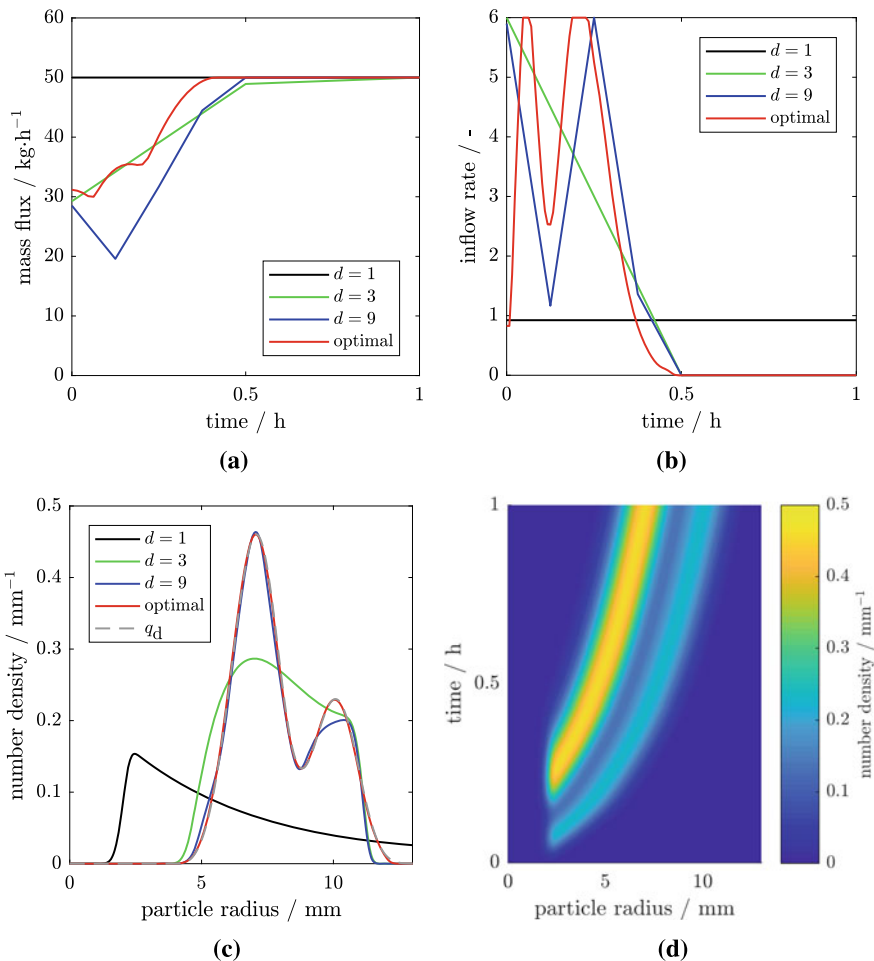 60
50
40
30
20
10
0
mass flux / kg·h⁻¹
d = 1
d = 3
d = 9
optimal
0 0.5 1
time / h
(a)
6
5
4
3
2
1
0
inflow rate / -
d = 1
d = 3
d = 9
optimal
0 0.5 1
time / h
(b)
0.5
0.4
0.3
0.2
0.1
0
number density / mm⁻¹
d = 1
d = 3
d = 9
optimal
q_d
0 5 10
particle radius / mm
(c)
1
0.5
0
time / h
0 5 10
particle radius / mm
0.5
0.4
0.3
0.2
0.1
0
number density / mm⁻¹
(d)